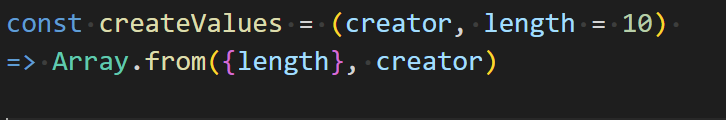 const createValues = (creator, length = 10)
=> Array.from({length}, creator)